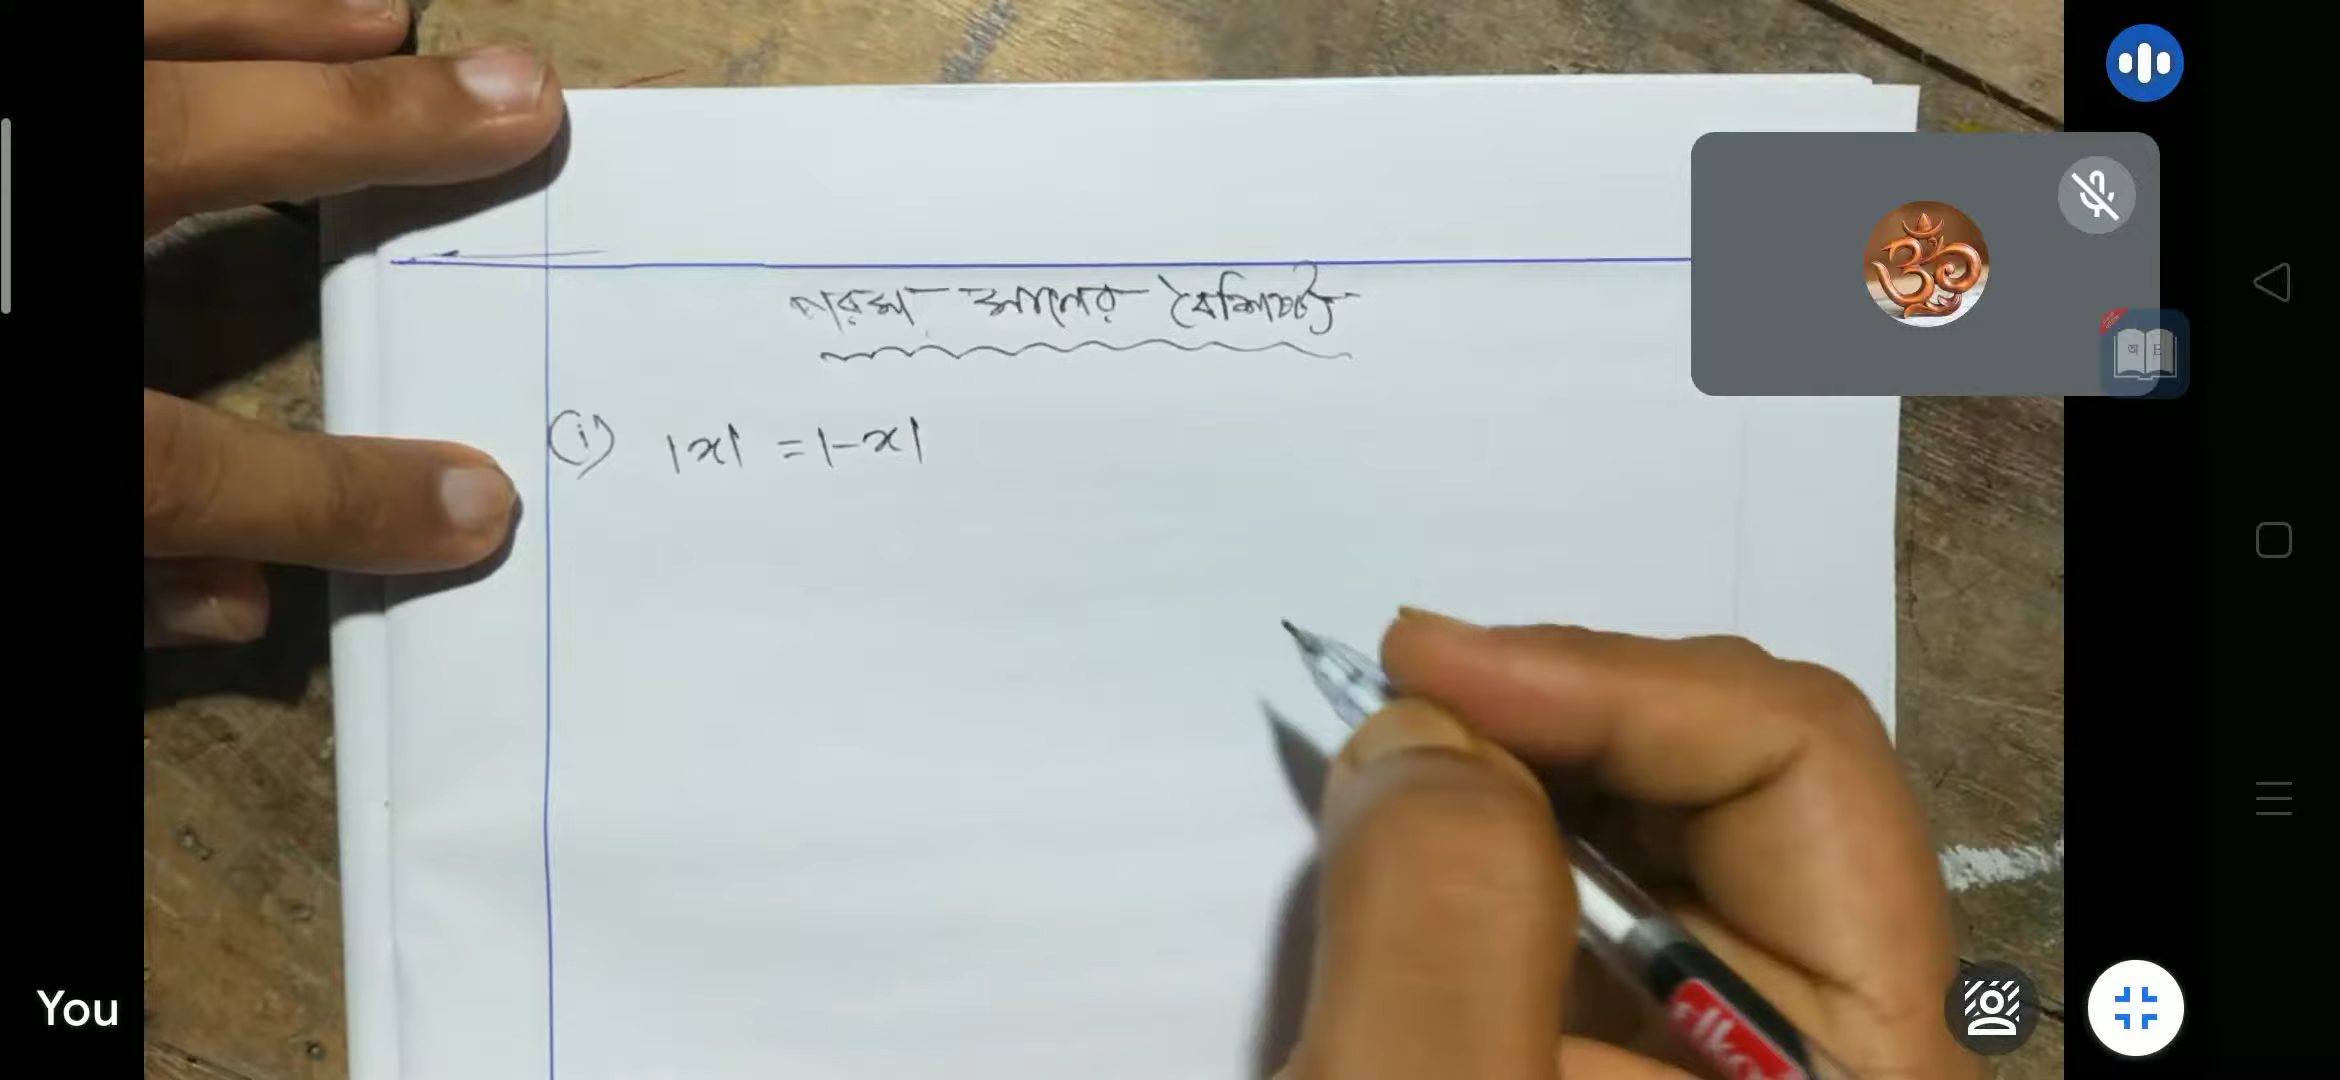 পরম মানের বৈশিষ্ট্য
(i) |x| = |-x|
You